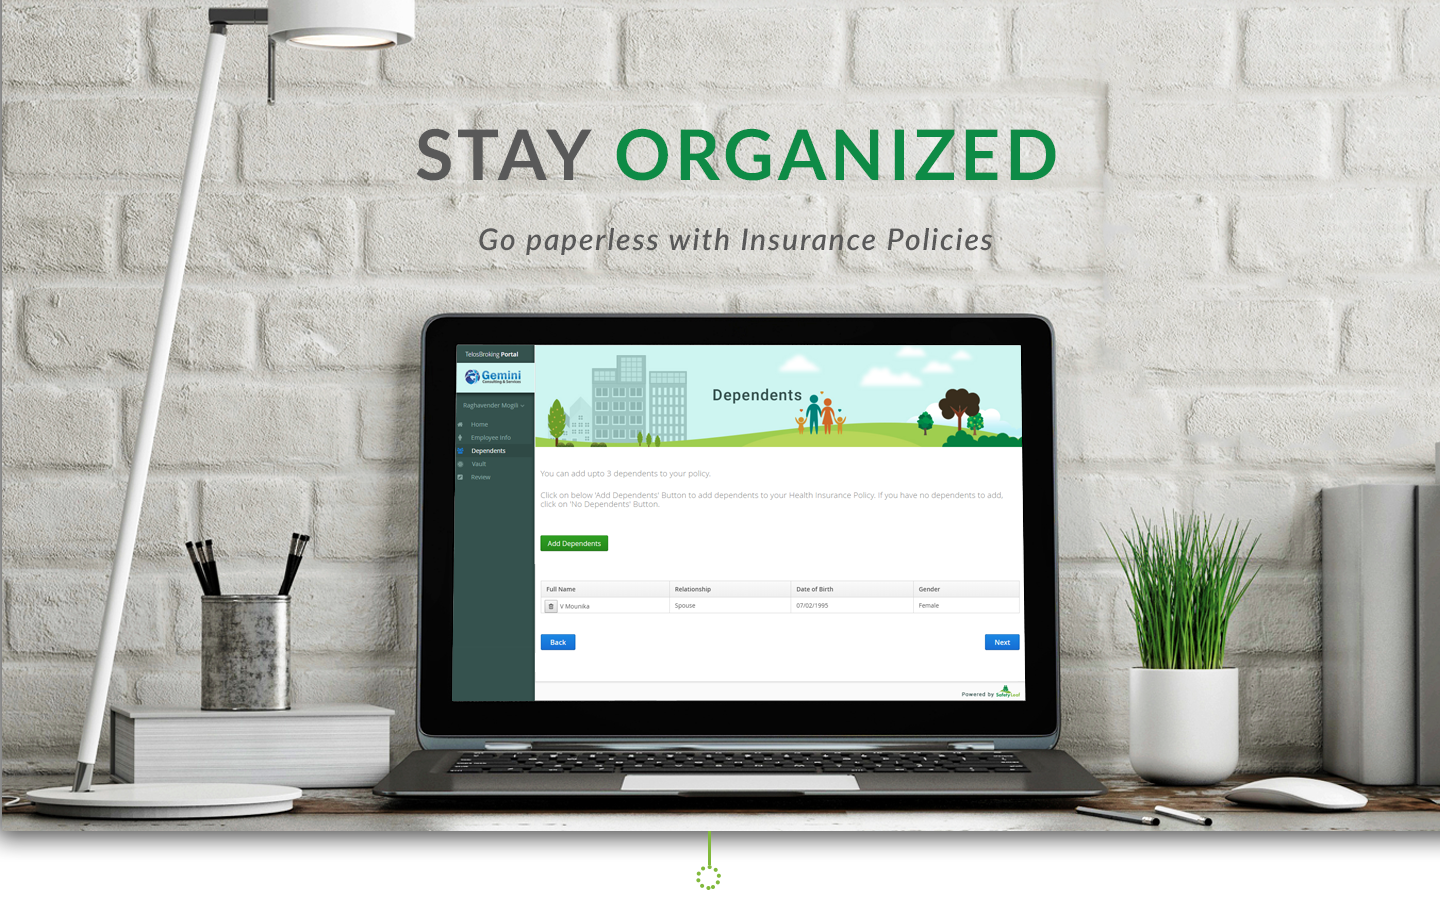 STAY ORGANIZED
Go paperless with Insurance Policies
TelosBroking Portal
Gemini
Consulting & Services
Raghavender Mogili
Home
Employee Info
Dependents
Vault
Review
Dependents
You can add upto 3 dependents to your policy.
Click on below 'Add Dependents' Button to add dependents to your Health Insurance Policy. If you have no dependents to add,
click on 'No Dependents' Button.
Add Dependents
Full Name Relationship Date of Birth Gender
V Mounika Spouse 07/02/1995 Female
Back Next
Powered by SafetyLeaf